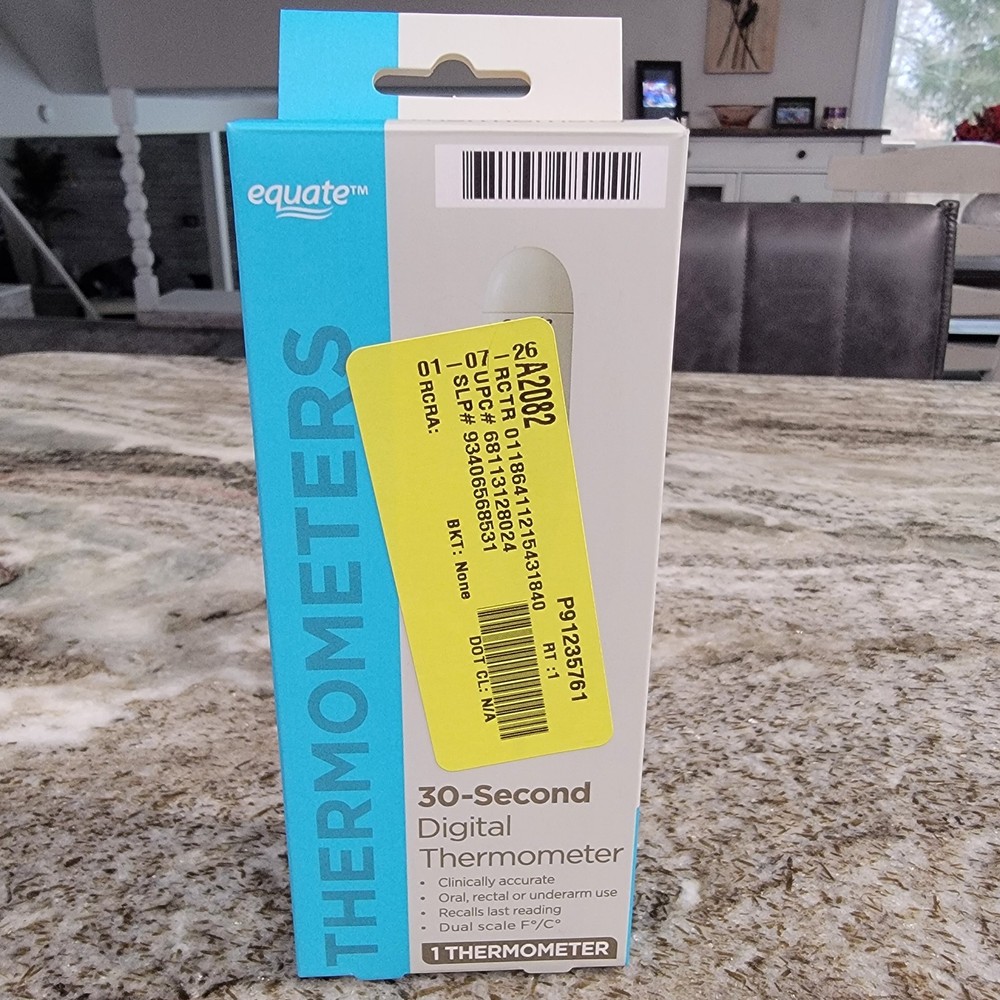 equate™
THERMOMETERS
A2082
RCTR 011864112154318​40
UPC# 68113128024
SLP# 93406568531
RCRA:
26
07
01
BKT: None
P91235761
RT :1
DOT CL: N/A
30-Second
Digital
Thermometer
• Clinically accurate
• Oral, rectal or underarm use
• Recalls last reading
• Dual scale F°/C°
1 THERMOMETER